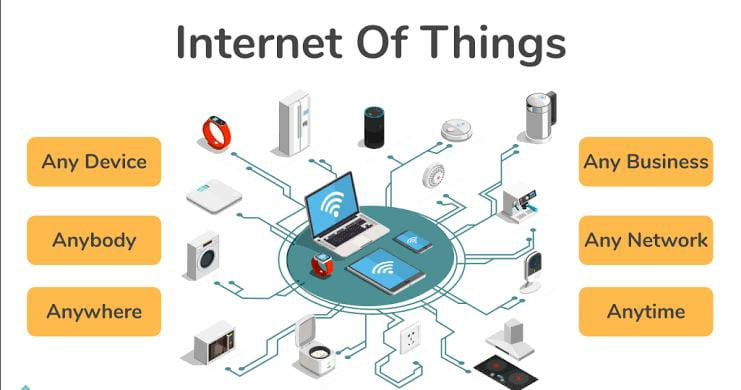 Internet Of Things
Any Device
Anybody
Anywhere
Any Business
Any Network
Anytime